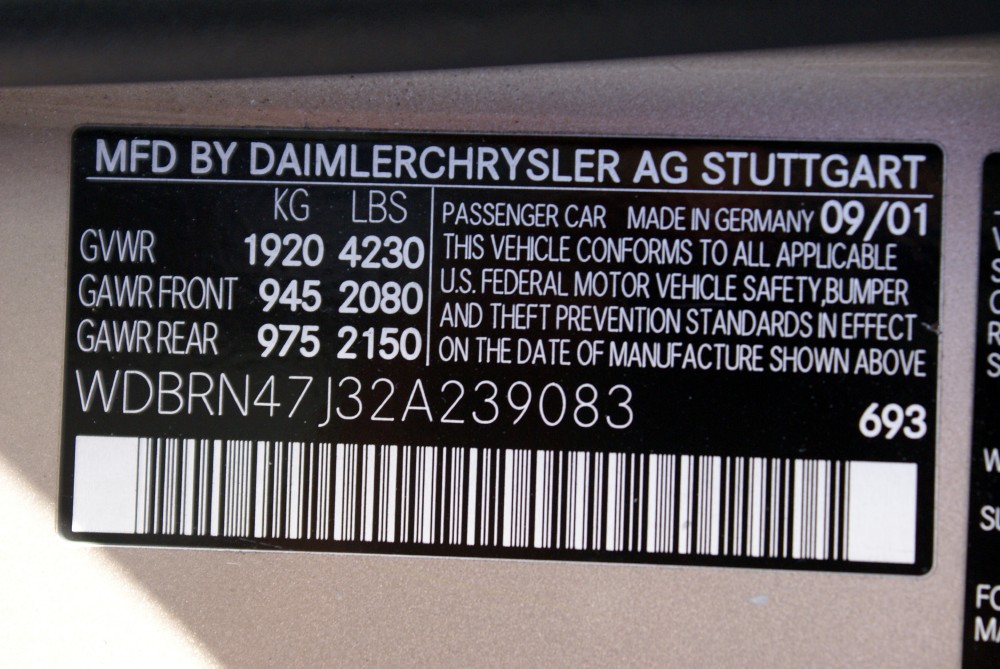 MFD BY DAIMLERCHRYSLER AG STUTTGART
KG LBS
GVWR 1920 4230
GAWR FRONT 945 2080
GAWR REAR 975 2150
PASSENGER CAR MADE IN GERMANY 09/01
THIS VEHICLE CONFORMS TO ALL APPLICABLE
U.S. FEDERAL MOTOR VEHICLE SAFETY,BUMPER
AND THEFT PREVENTION STANDARDS IN EFFECT
ON THE DATE OF MANUFACTURE SHOWN ABOVE
WDBRN47J32A239083
693